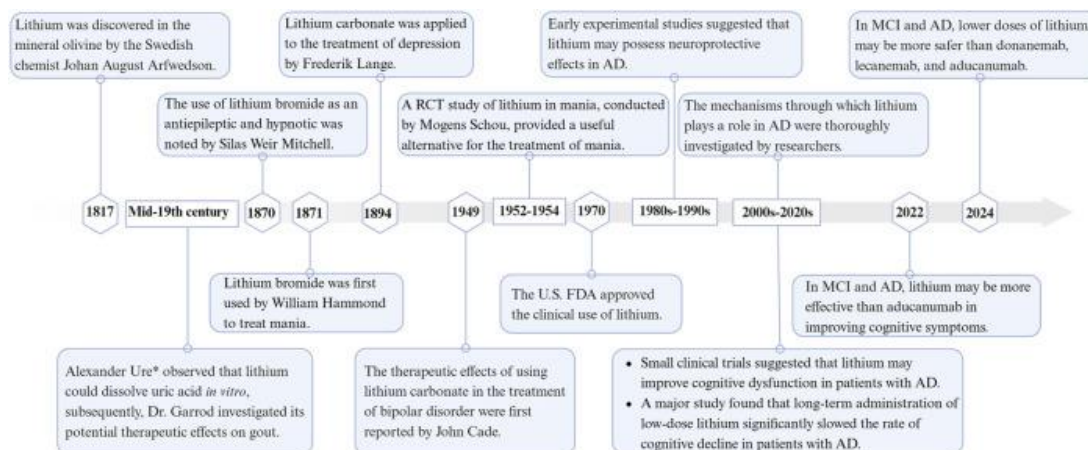 Lithium was discovered in the
mineral olivine by the Swedish
chemist Johan August Arfwedson.
Lithium carbonate was applied
to the treatment of depression
by Frederik Lange.
Early experimental studies suggested that
lithium may possess neuroprotective
effects in AD.
In MCI and AD, lower doses of lithium
may be more safer than donanemab,
lecanemab, and aducanumab.
The use of lithium bromide as an
antiepileptic and hypnotic was
noted by Silas Weir Mitchell.
A RCT study of lithium in mania, conducted
by Mogens Schou, provided a useful
alternative for the treatment of mania.
The mechanisms through which lithium
plays a role in AD were thoroughly
investigated by researchers.
1817
Mid-19th century
1870
1871
1894
1949
1952-1954
1970
1980s-1990s
2000s-2020s
2022
2024
Lithium bromide was first
used by William Hammond
to treat mania.
The U.S. FDA approved
the clinical use of lithium.
In MCI and AD, lithium may be more
effective than aducanumab in
improving cognitive symptoms.
Alexander Ure* observed that lithium
could dissolve uric acid in vitro,
subsequently, Dr. Garrod investigated its
potential therapeutic effects on gout.
The therapeutic effects of using
lithium carbonate in the treatment
of bipolar disorder were first
reported by John Cade.
• Small clinical trials suggested that lithium may
improve cognitive dysfunction in patients with AD.
• A major study found that long-term administration of
low-dose lithium significantly slowed the rate of
cognitive decline in patients with AD.